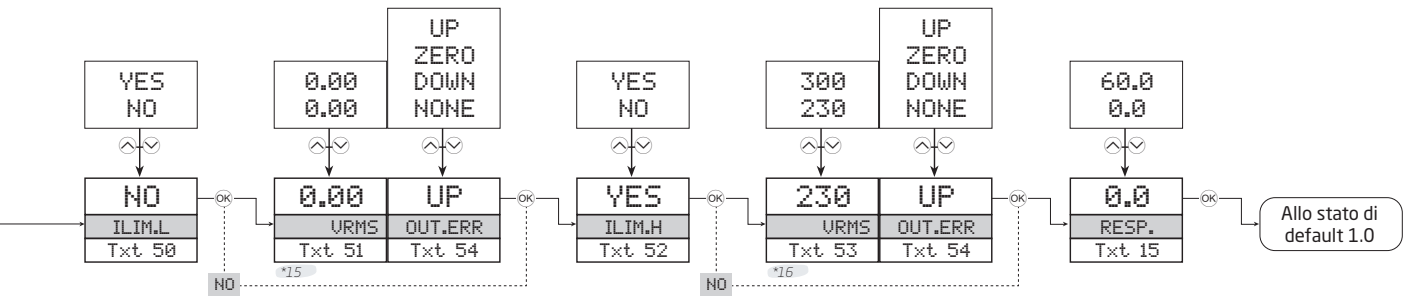 YES
NO
NO
ILIM.L
Txt 50
OK
NO
0.00
0.00
0.00
VRMS
Txt 51
*15
UP
ZERO
DOWN
NONE
UP
OUT.ERR
Txt 54
OK
YES
NO
YES
ILIM.H
Txt 52
OK
NO
300
230
230
VRMS
Txt 53
*16
UP
ZERO
DOWN
NONE
UP
OUT.ERR
Txt 54
OK
60.0
0.0
0.0
RESP.
Txt 15
OK
Allo stato di
default 1.0